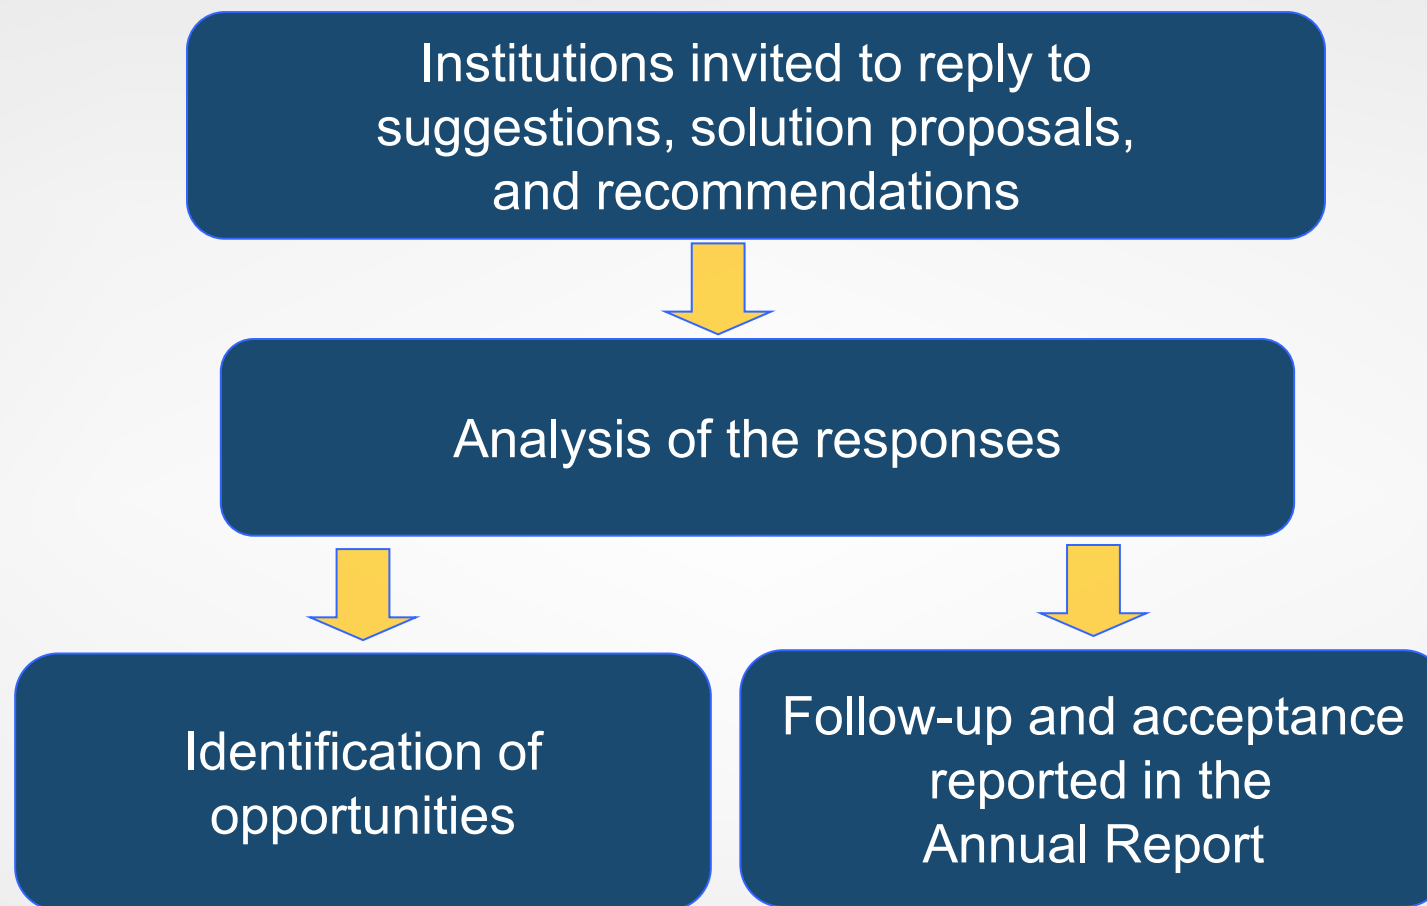 Institutions invited to reply to
suggestions, solution proposals,
and recommendations
Analysis of the responses
Identification of
opportunities
Follow-up and acceptance
reported in the
Annual Report